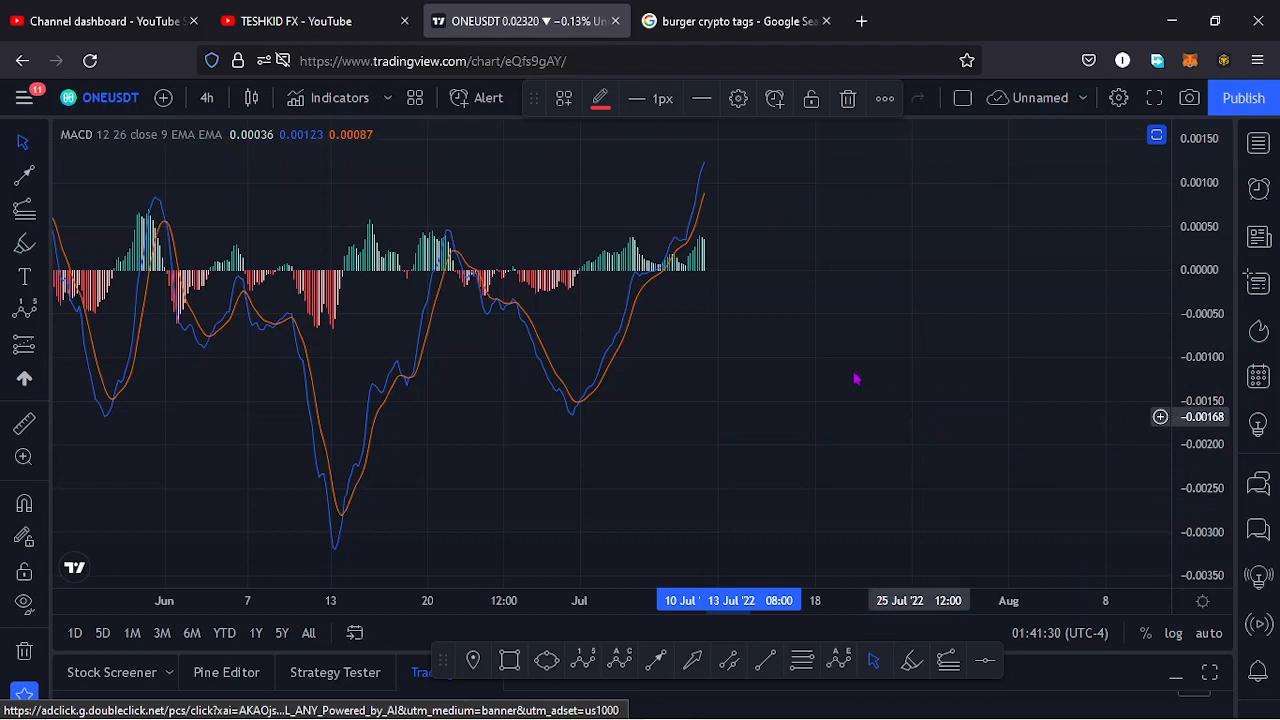 Channel dashboard - YouTube S
TESHKID FX - YouTube
ONEUSDT 0.02320 ▼ −0.13% Un
burger crypto tags - Google Sea
https://www.tradingview.com/chart/eQfs9gAY/
11
ONEUSDT
4h
Indicators
Alert
1px
Unnamed
Publish
MACD 12 26 close 9 EMA EMA 0.00036 0.00123 0.00087
0.00150
0.00100
0.00050
0.00000
−0.00050
−0.00100
−0.00150
−0.00168
−0.00200
−0.00250
−0.00300
−0.00350
Jun 7 13 20 12:00 Jul 10 Jul 13 Jul '22 08:00 18 25 Jul '22 12:00 Aug 8
1D 5D 1M 3M 6M YTD 1Y 5Y All
01:41:30 (UTC-4) % log auto
Stock Screener
Pine Editor
Strategy Tester
https://adclick.g.doubleclick.net/pcs/click?xai=AKAOjs...L_ANY_Powered_by_AI&utm_medium=banner&utm_adset=us1000